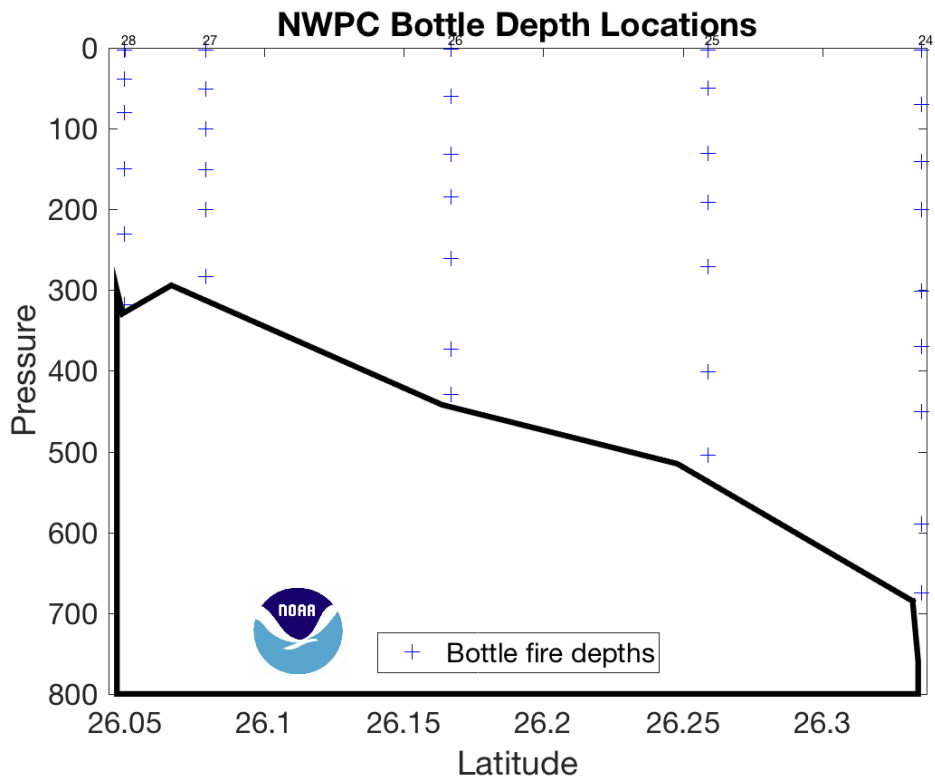 NWPC Bottle Depth Locations
28 27 26 25 24
0
100
200
300
400
500
600
700
800
Pressure
NOAA
Bottle fire depths
26.05 26.1 26.15 26.2 26.25 26.3
Latitude